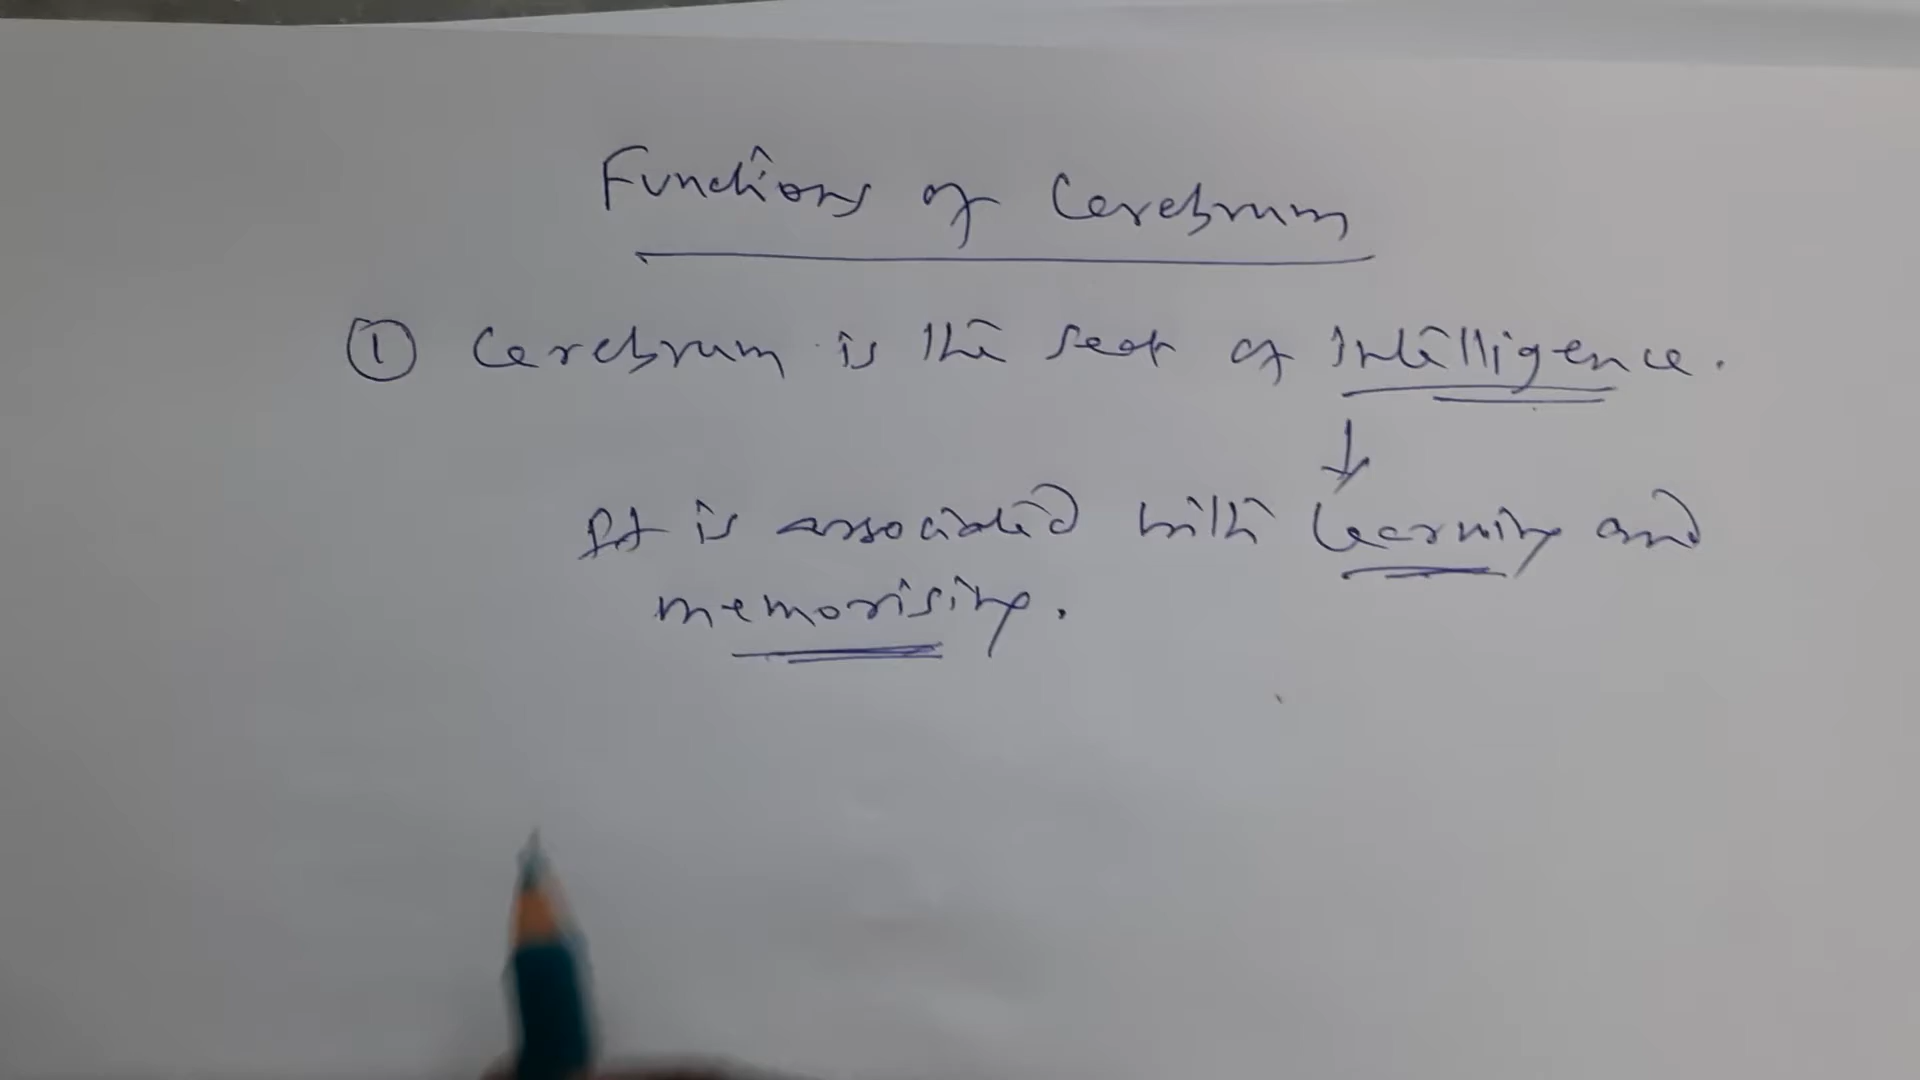 Functions of Cerebrum
① Cerebrum is the seat of Intelligence.
↓
It is associated with learning and
memorising.